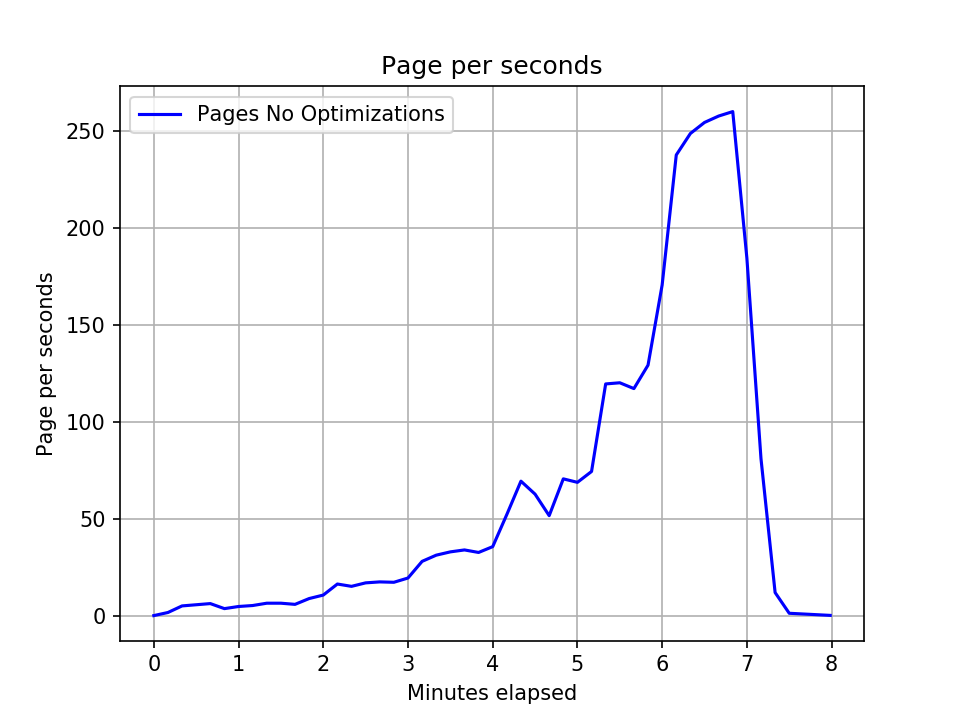 Page per seconds
Pages No Optimizations
Page per seconds
250
200
150
100
50
0
0 1 2 3 4 5 6 7 8
Minutes elapsed